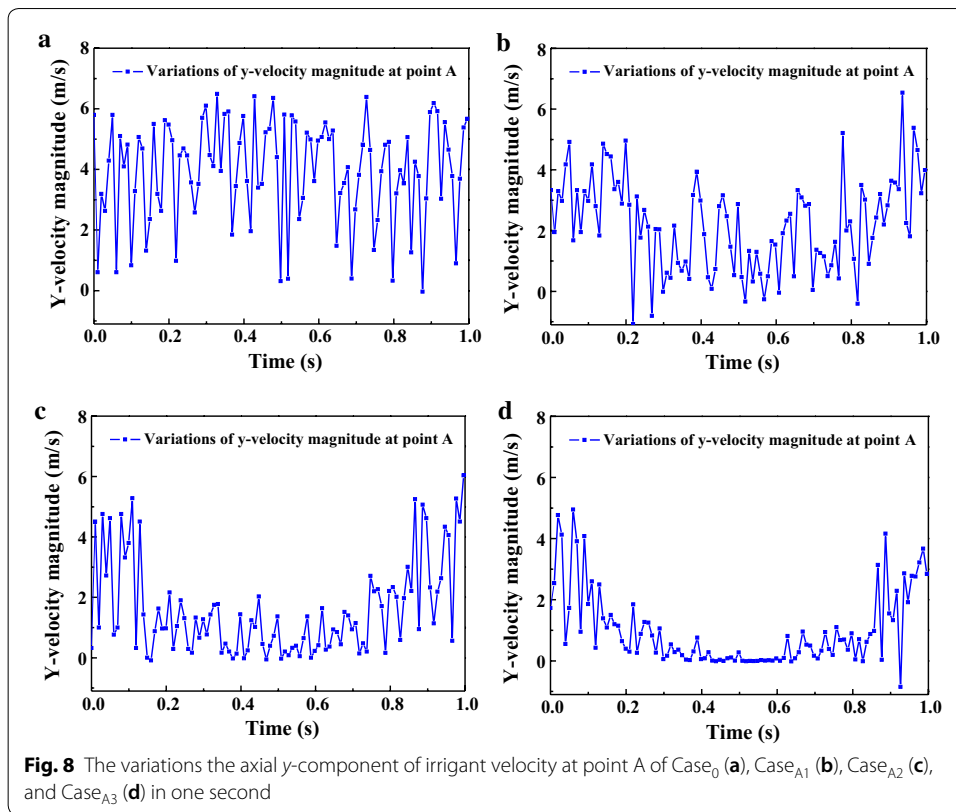 a
Y-velocity magnitude (m/s)
8
6
4
2
0
Variations of y-velocity magnitude at point A
0.0 0.2 0.4 0.6 0.8 1.0
Time (s)
b
Y-velocity magnitude (m/s)
8
6
4
2
0
Variations of y-velocity magnitude at point A
0.0 0.2 0.4 0.6 0.8 1.0
Time (s)
c
Y-velocity magnitude (m/s)
8
6
4
2
0
Variations of y-velocity magnitude at point A
0.0 0.2 0.4 0.6 0.8 1.0
Time (s)
d
Y-velocity magnitude (m/s)
8
6
4
2
0
Variations of y-velocity magnitude at point A
0.0 0.2 0.4 0.6 0.8 1.0
Time (s)
Fig. 8 The variations the axial y-component of irrigant velocity at point A of Case0 (a), CaseA1 (b), CaseA2 (c),
and CaseA3 (d) in one second